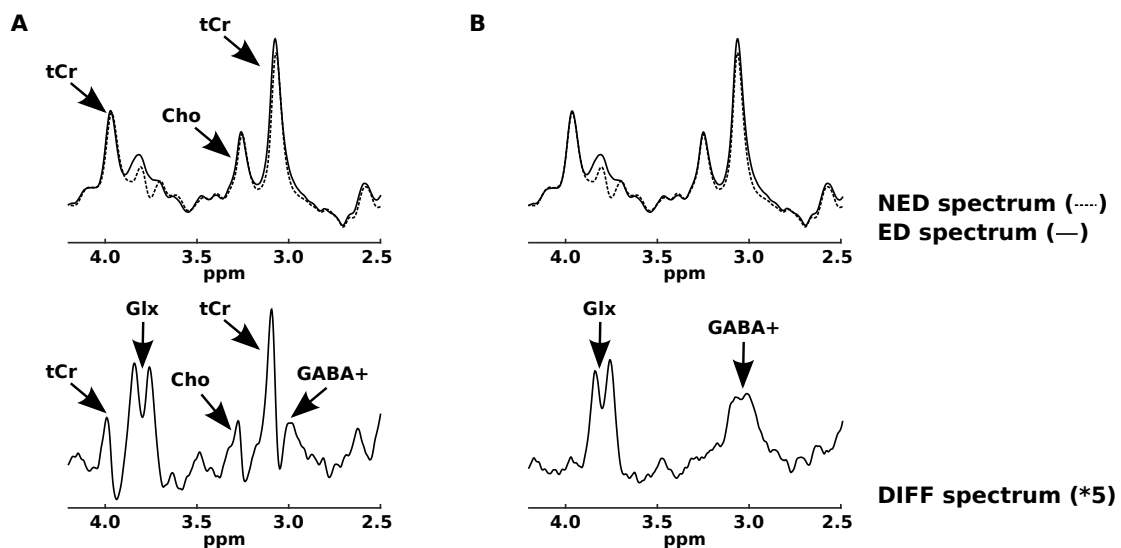 A
tCr
tCr
Cho
4.0 3.5 3.0 2.5
ppm
Glx
tCr
tCr
Cho
GABA+
4.0 3.5 3.0 2.5
ppm
B
4.0 3.5 3.0 2.5
ppm
Glx
GABA+
4.0 3.5 3.0 2.5
ppm
NED spectrum (-----)
ED spectrum (—)
DIFF spectrum (*5)